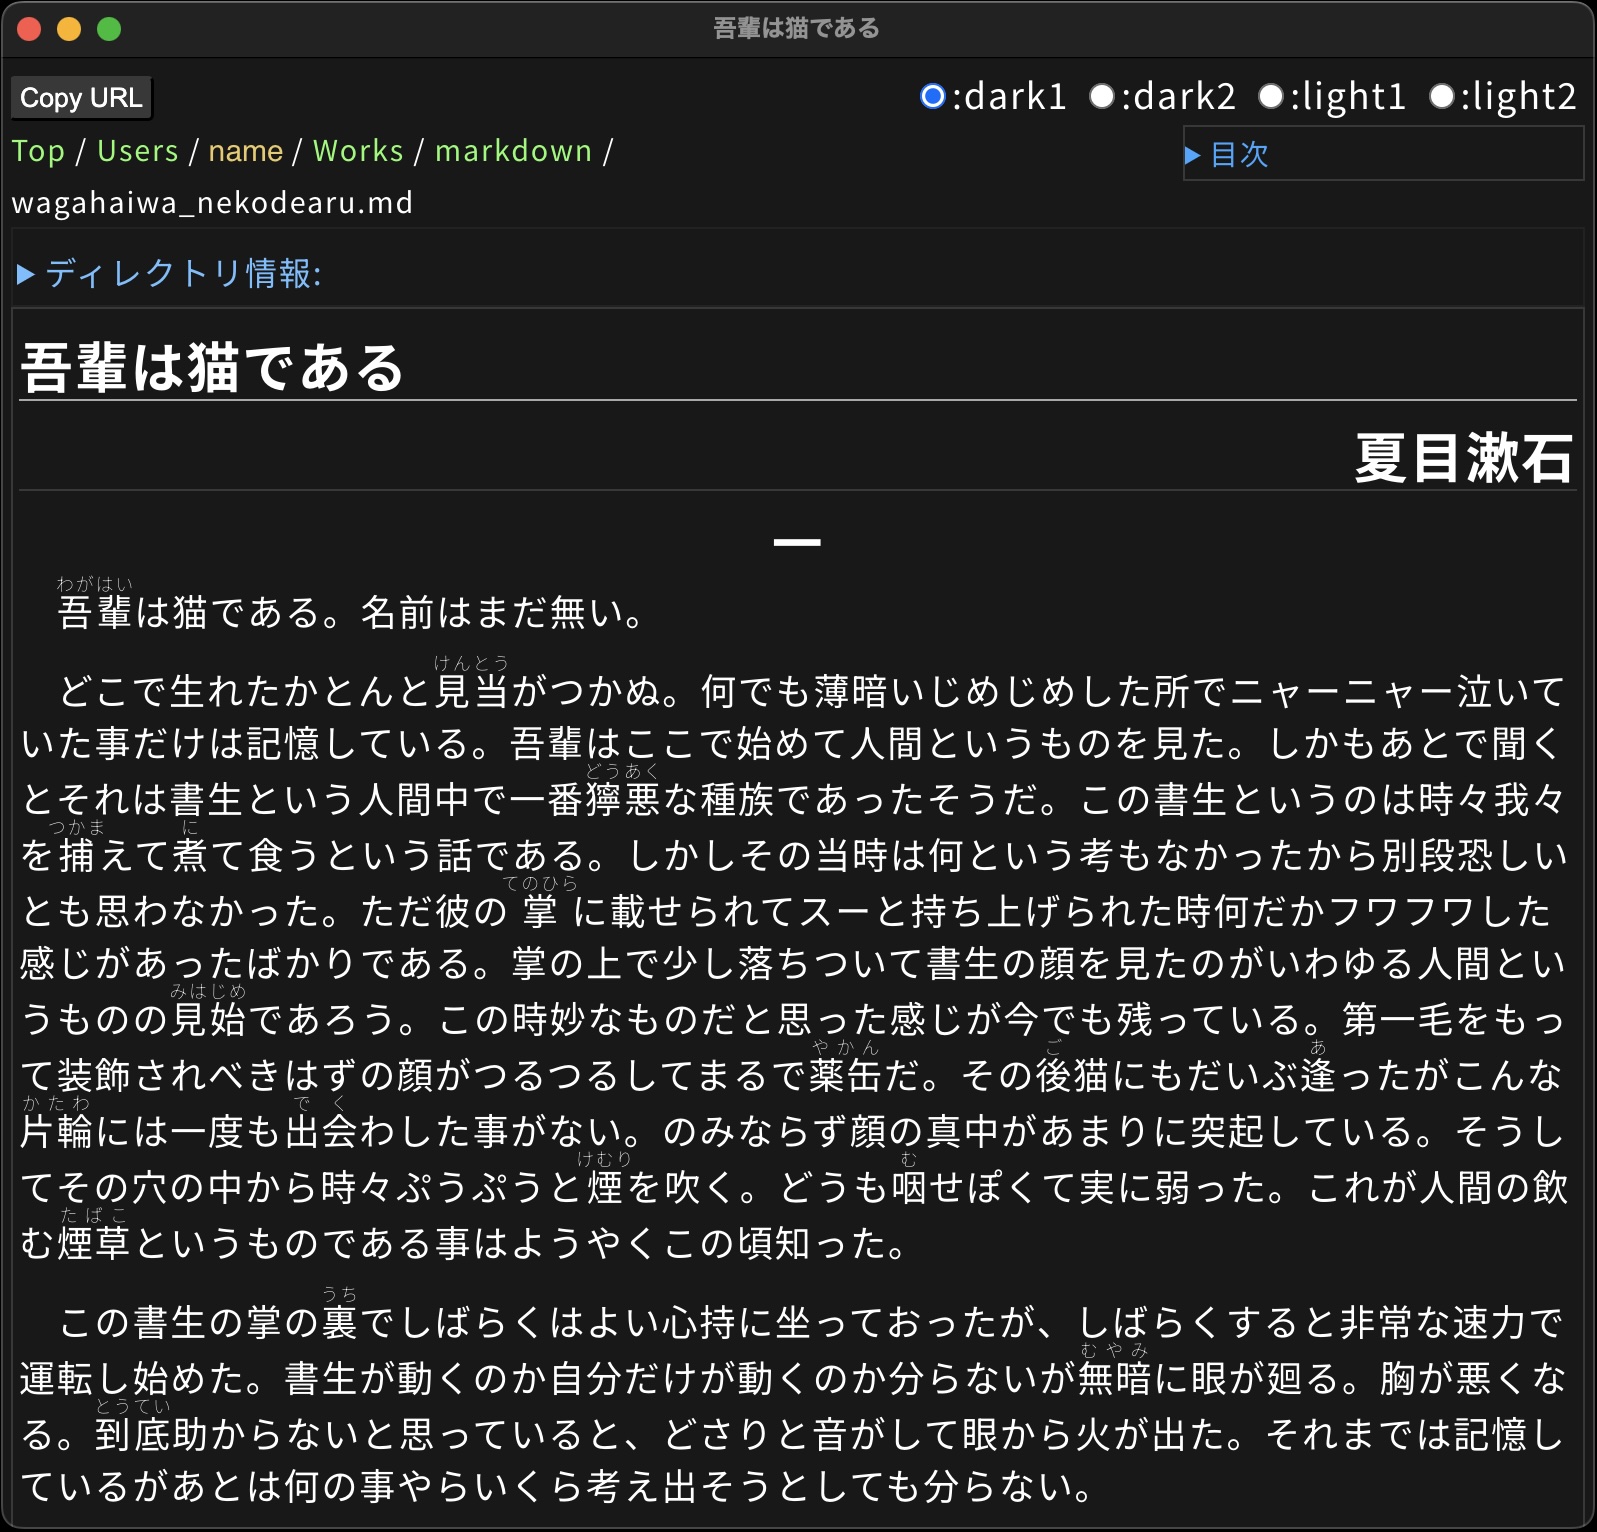 吾輩は猫である
Copy URL
:dark1 :dark2 :light1 :light2
Top / Users / name / Works / markdown /
wagahaiwa_nekodearu.md
▶ 目次
▶ ディレクトリ情報:
吾輩は猫である
夏目漱石
一
わがはい
吾輩は猫である。名前はまだ無い。
けんとう
どこで生れたかとんと見当がつかぬ。何でも薄暗いじめじめした所でニャーニャー泣いて
いた事だけは記憶している。吾輩はここで始めて人間というものを見た。しかもあとで聞く
どうあく
とそれは書生という人間中で一番獰悪な種族であったそうだ。この書生というのは時々我々
つかま に
を捕えて煮て食うという話である。しかしその当時は何という考もなかったから別段恐しい
てのひら
とも思わなかった。ただ彼の掌に載せられてスーと持ち上げられた時何だかフワフワした
感じがあったばかりである。掌の上で少し落ちついて書生の顔を見たのがいわゆる人間とい
みはじめ
うものの見始であろう。この時妙なものだと思った感じが今でも残っている。第一毛をもっ
やかん ご あ
て装飾されべきはずの顔がつるつるしてまるで薬缶だ。その後猫にもだいぶ逢ったがこんな
かたわ でく
片輪には一度も出会わした事がない。のみならず顔の真中があまりに突起している。そうし
けむり む
てその穴の中から時々ぷうぷうと煙を吹く。どうも咽せぽくて実に弱った。これが人間の飲
たばこ
む煙草というものである事はようやくこの頃知った。
うち
この書生の掌の裏でしばらくはよい心持に坐っておったが、しばらくすると非常な速力で
むやみ
運転し始めた。書生が動くのか自分だけが動くのか分らないが無暗に眼が廻る。胸が悪くな
とうてい
る。到底助からないと思っていると、どさりと音がして眼から火が出た。それまでは記憶し
ているがあとは何の事やらいくら考え出そうとしても分らない。